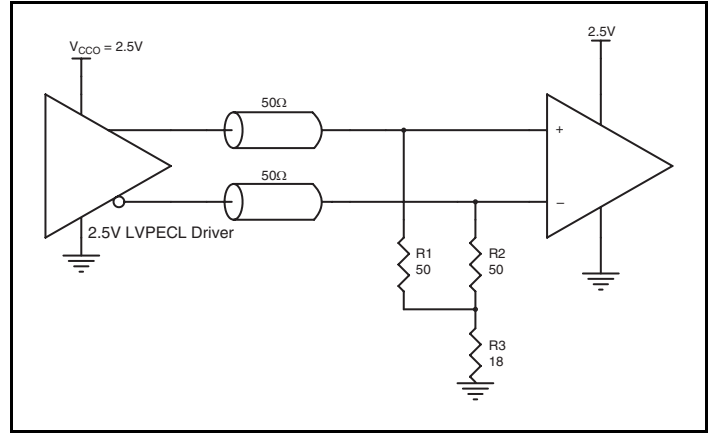 V_CCO = 2.5V
2.5V
50Ω
+
50Ω
–
2.5V LVPECL Driver
R1
50
R2
50
R3
18